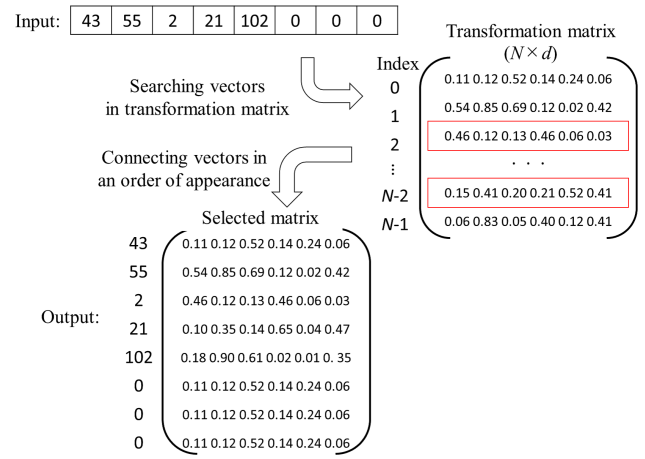 Input: 43 55 2 21 102 0 0 0
Transformation matrix
(N×d)
Index
Searching vectors
in transformation matrix
0 0.11 0.12 0.52 0.14 0.24 0.06
1 0.54 0.85 0.69 0.12 0.02 0.42
2 0.46 0.12 0.13 0.46 0.06 0.03
⋮ . . .
N-2 0.15 0.41 0.20 0.21 0.52 0.41
N-1 0.06 0.83 0.05 0.40 0.12 0.41
Connecting vectors in
an order of appearance
Selected matrix
Output:
43 0.11 0.12 0.52 0.14 0.24 0.06
55 0.54 0.85 0.69 0.12 0.02 0.42
2 0.46 0.12 0.13 0.46 0.06 0.03
21 0.10 0.35 0.14 0.65 0.04 0.47
102 0.18 0.90 0.61 0.02 0.01 0. 35
0 0.11 0.12 0.52 0.14 0.24 0.06
0 0.11 0.12 0.52 0.14 0.24 0.06
0 0.11 0.12 0.52 0.14 0.24 0.06